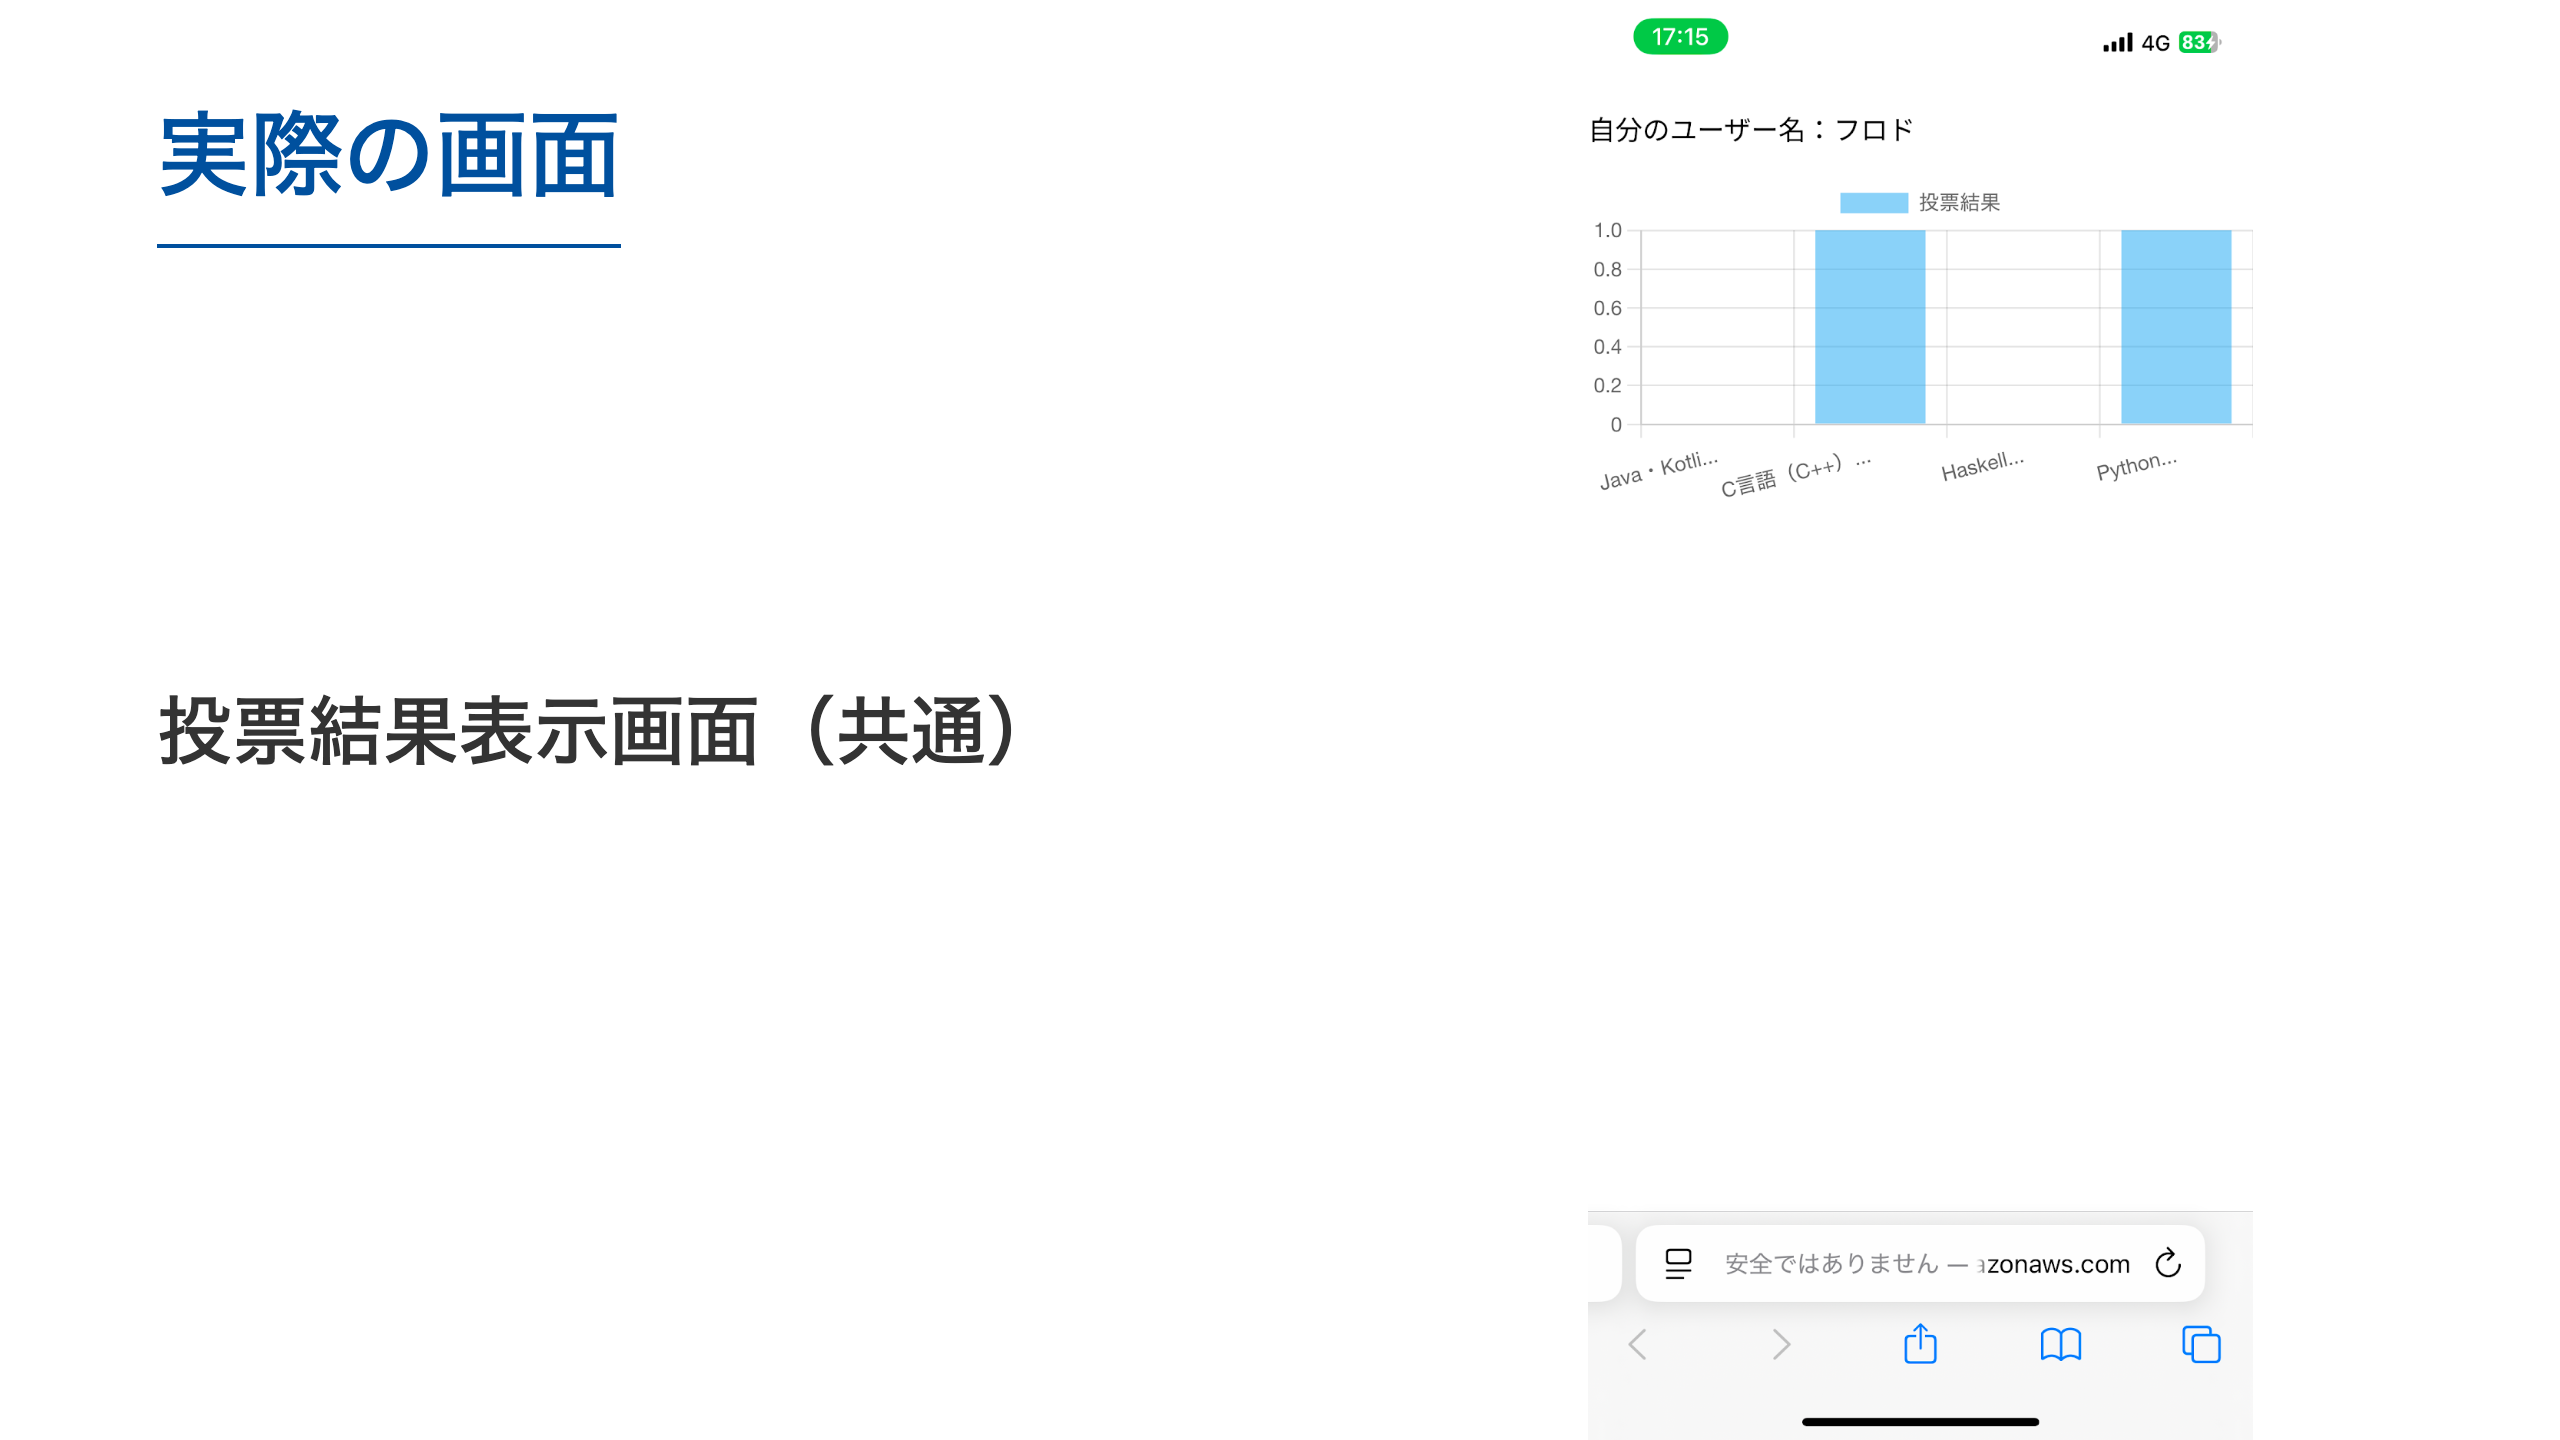 実際の画面
投票結果表示画面（共通）
17:15
4G 83
自分のユーザー名：フロド
投票結果
1.0
0.8
0.6
0.4
0.2
0
Java・Kotli...
C言語（C++）...
Haskell...
Python...
安全ではありません — azonaws.com